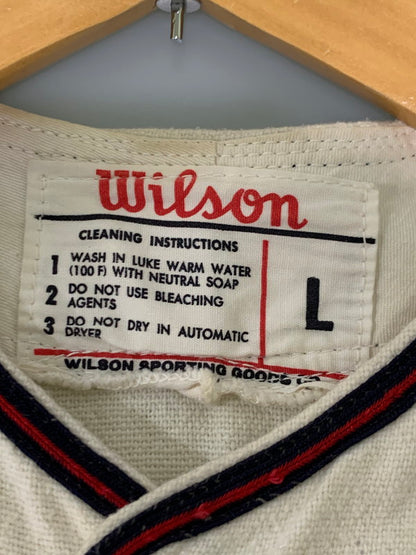 Wilson
CLEANING INSTRUCTIONS
1 WASH IN LUKE WARM WATER
(100 F) WITH NEUTRAL SOAP
2 DO NOT USE BLEACHING
AGENTS
3 DO NOT DRY IN AUTOMATIC
DRYER
L
WILSON SPORTING GOODS CO